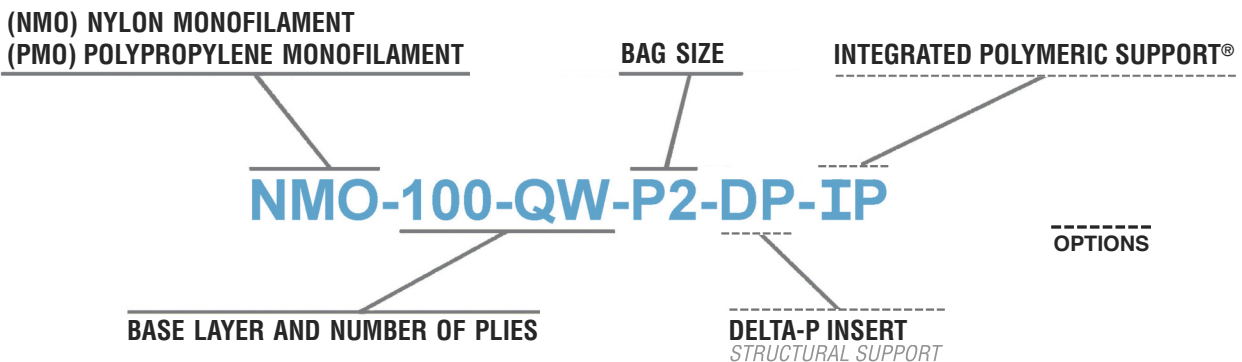 (NMO) NYLON MONOFILAMENT
(PMO) POLYPROPYLENE MONOFILAMENT
BAG SIZE
INTEGRATED POLYMERIC SUPPORT®
NMO-100-QW-P2-DP-IP
OPTIONS
BASE LAYER AND NUMBER OF PLIES
DELTA-P INSERT
STRUCTURAL SUPPORT